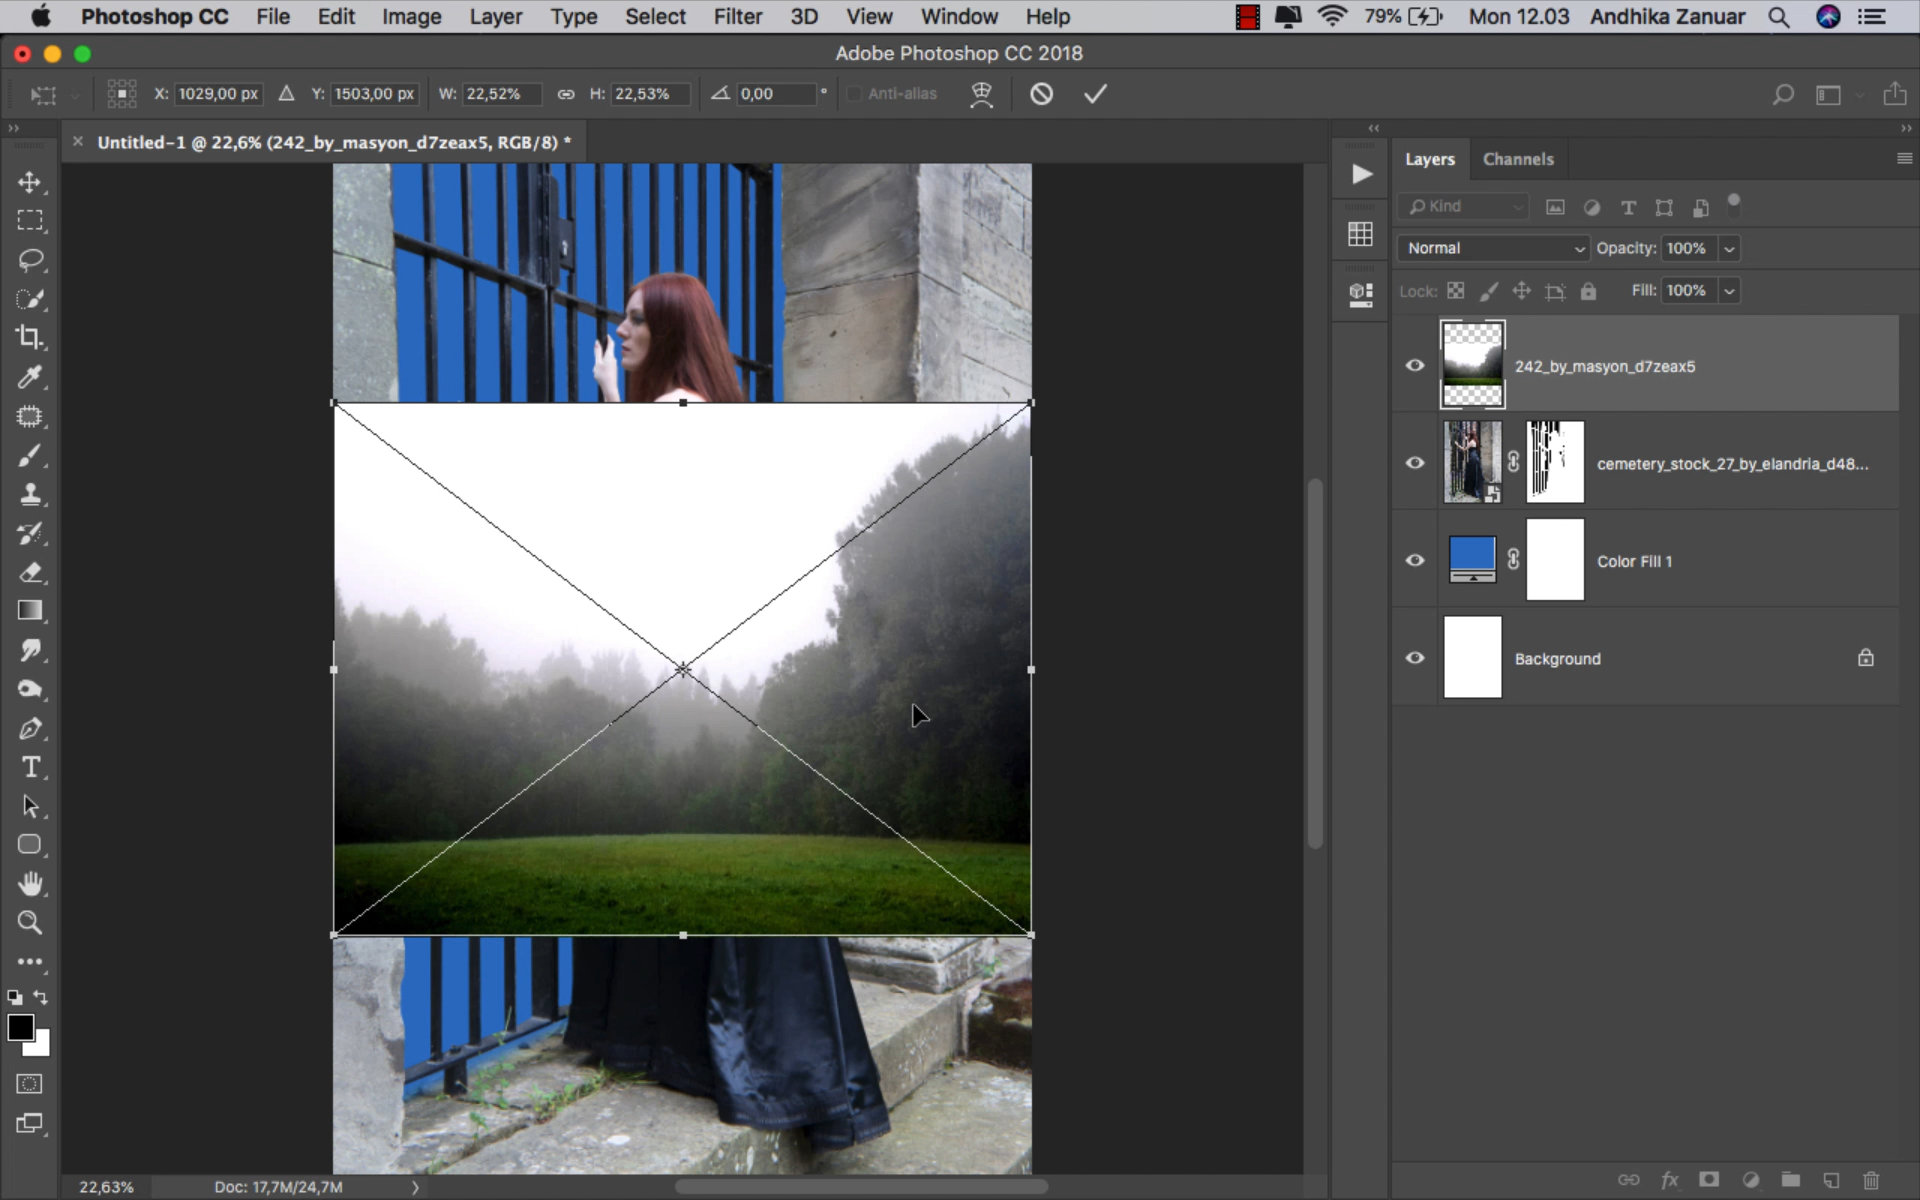 Photoshop CC File Edit Image Layer Type Select Filter 3D View Window Help 79% Mon 12.03 Andhika Zanuar
Adobe Photoshop CC 2018
X: 1029,00 px Y: 1503,00 px W: 22,52% H: 22,53% 0,00 ° Anti-alias
Untitled-1 @ 22,6% (242_by_masyon_d7zeax5, RGB/8) *
Layers Channels
Kind
Normal Opacity: 100%
Lock: Fill: 100%
242_by_masyon_d7zeax5
cemetery_stock_27_by_elandria_d48...
Color Fill 1
Background
22,63% Doc: 17,7M/24,7M